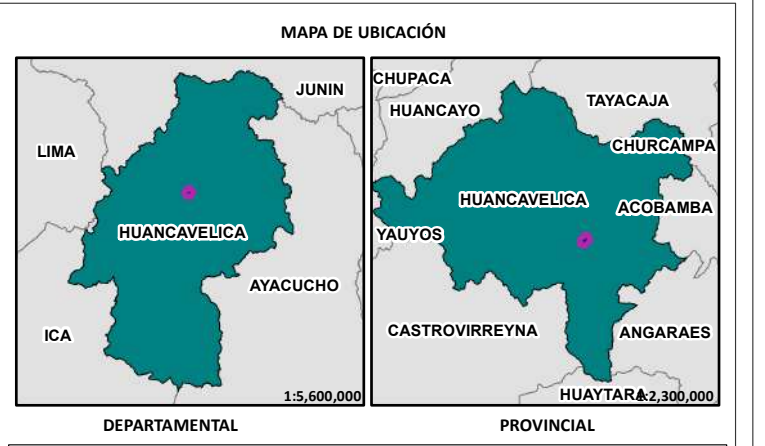 MAPA DE UBICACIÓN
JUNIN
LIMA
HUANCAVELICA
AYACUCHO
ICA
1:5,600,000
DEPARTAMENTAL
CHUPACA
HUANCAYO
TAYACAJA
CHURCAMPA
HUANCAVELICA
ACOBAMBA
YAUYOS
CASTROVIRREYNA
ANGARAES
HUAYTARA
1:2,300,000
PROVINCIAL